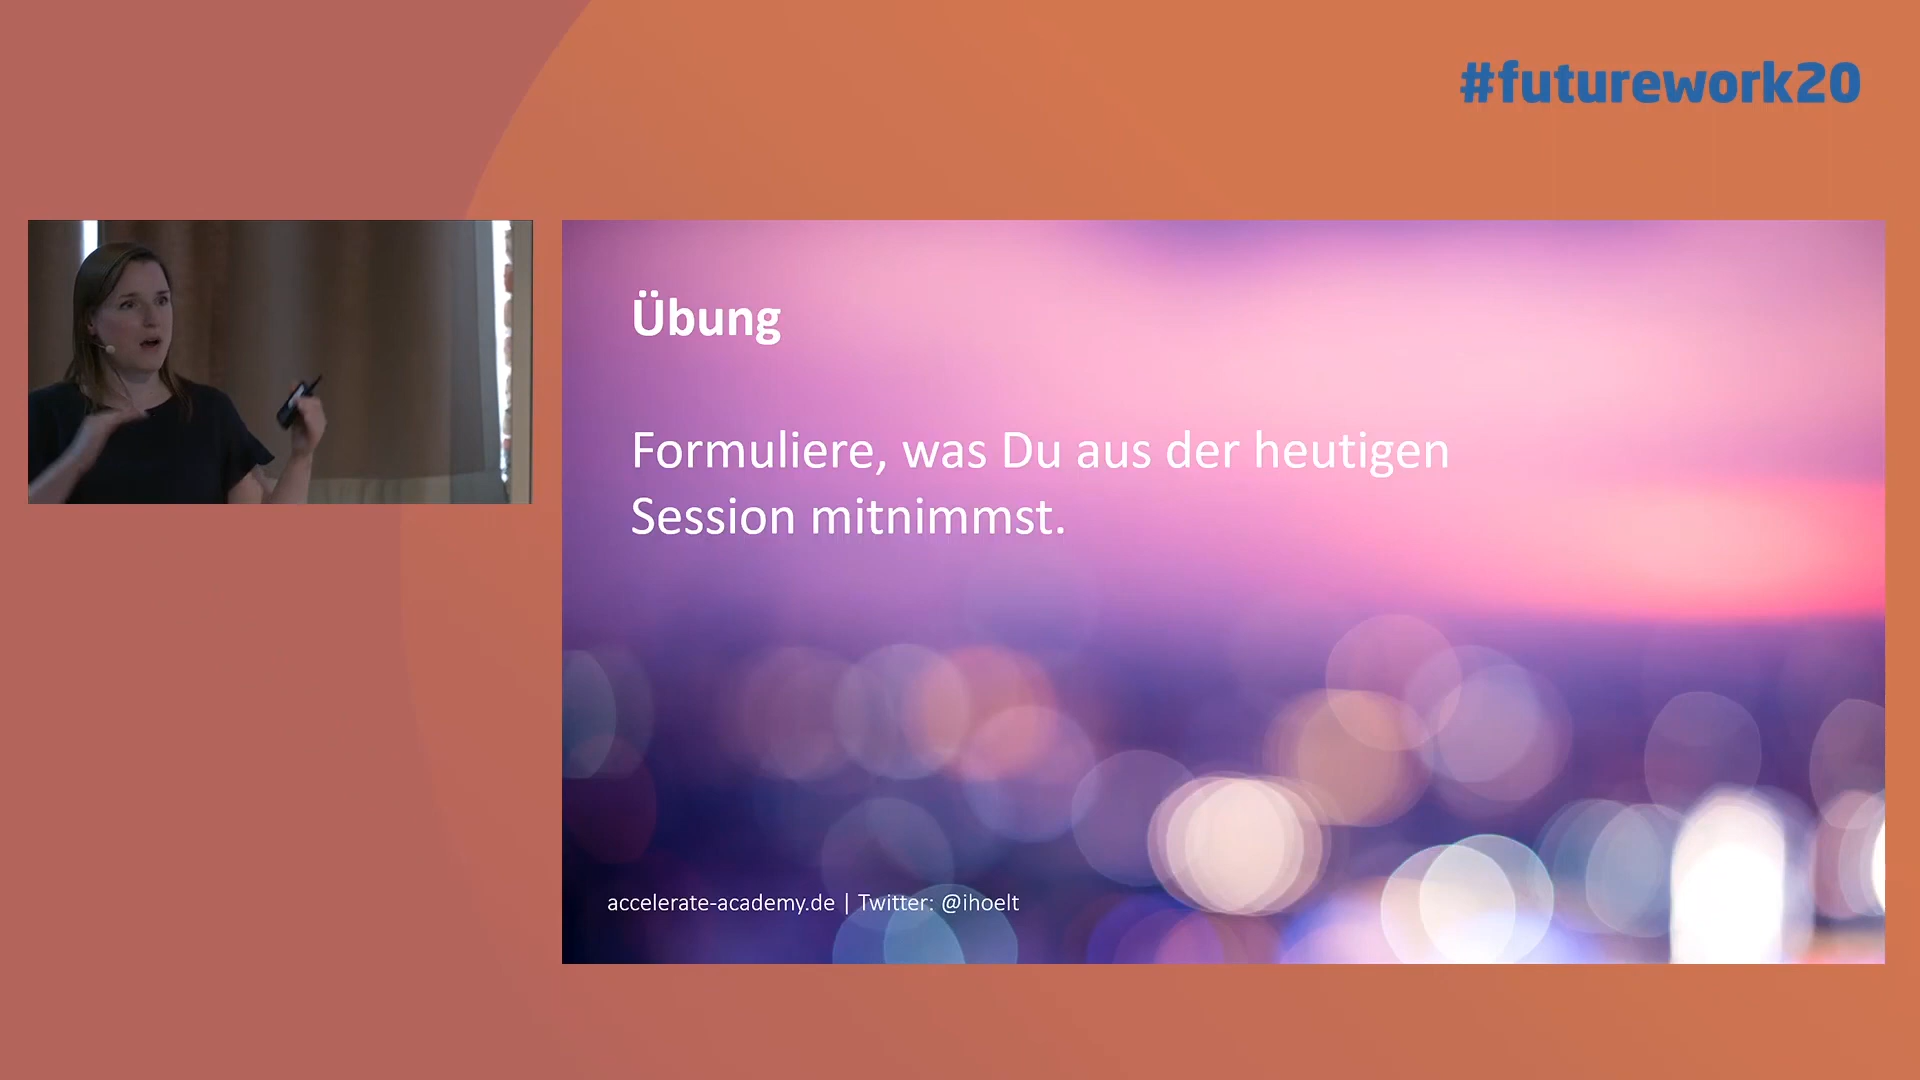 #futurework20
Übung
Formuliere, was Du aus der heutigen
Session mitnimmst.
accelerate-academy.de | Twitter: @ihoelt